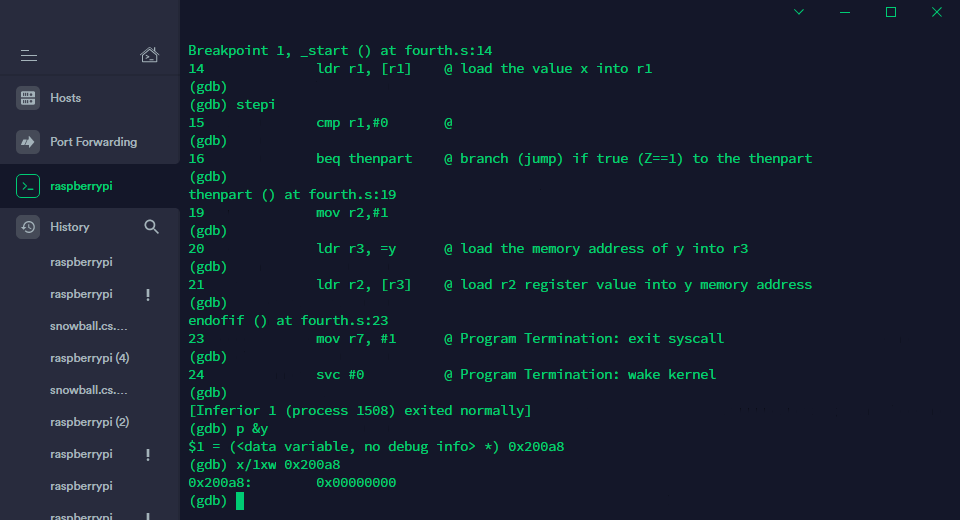 Hosts
Port Forwarding
raspberrypi
History
raspberrypi
raspberrypi !
snowball.cs....
raspberrypi (4)
snowball.cs....
raspberrypi (2)
raspberrypi !
raspberrypi
raspberrypi !
Breakpoint 1, _start () at fourth.s:14
14 ldr r1, [r1] @ load the value x into r1
(gdb)
(gdb) stepi
15 cmp r1,#0 @
(gdb)
16 beq thenpart @ branch (jump) if true (Z==1) to the thenpart
(gdb)
thenpart () at fourth.s:19
19 mov r2,#1
(gdb)
20 ldr r3, =y @ load the memory address of y into r3
(gdb)
21 ldr r2, [r3] @ load r2 register value into y memory address
(gdb)
endofif () at fourth.s:23
23 mov r7, #1 @ Program Termination: exit syscall
(gdb)
24 svc #0 @ Program Termination: wake kernel
(gdb)
[Inferior 1 (process 1508) exited normally]
(gdb) p &y
$1 = (<data variable, no debug info> *) 0x200a8
(gdb) x/1xw 0x200a8
0x200a8: 0x00000000
(gdb)